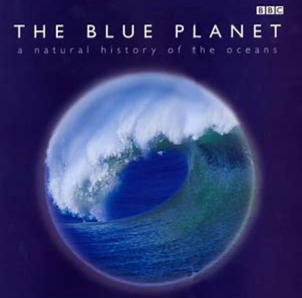 BBC
THE BLUE PLANET
a natural history of the oceans